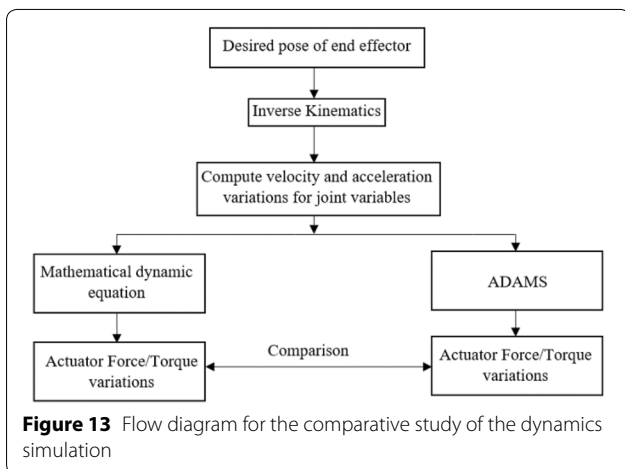 Desired pose of end effector
Inverse Kinematics
Compute velocity and acceleration
variations for joint variables
Mathematical dynamic
equation
ADAMS
Actuator Force/Torque
variations
Comparison
Actuator Force/Torque
variations
Figure 13 Flow diagram for the comparative study of the dynamics
simulation